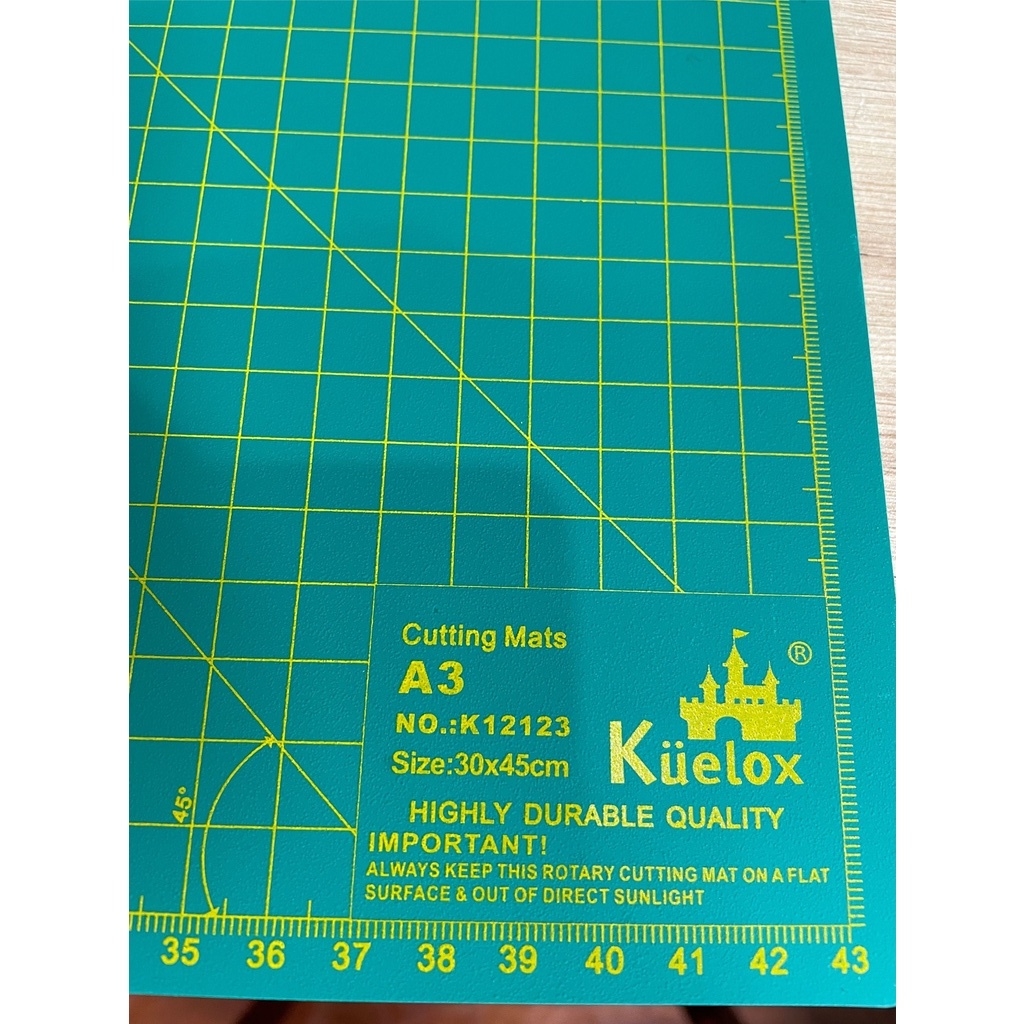 Cutting Mats
A3
NO.:K12123
Size:30x45cm
®
Küelox
HIGHLY DURABLE QUALITY
IMPORTANT!
ALWAYS KEEP THIS ROTARY CUTTING MAT ON A FLAT
SURFACE & OUT OF DIRECT SUNLIGHT
45°
35 36 37 38 39 40 41 42 43